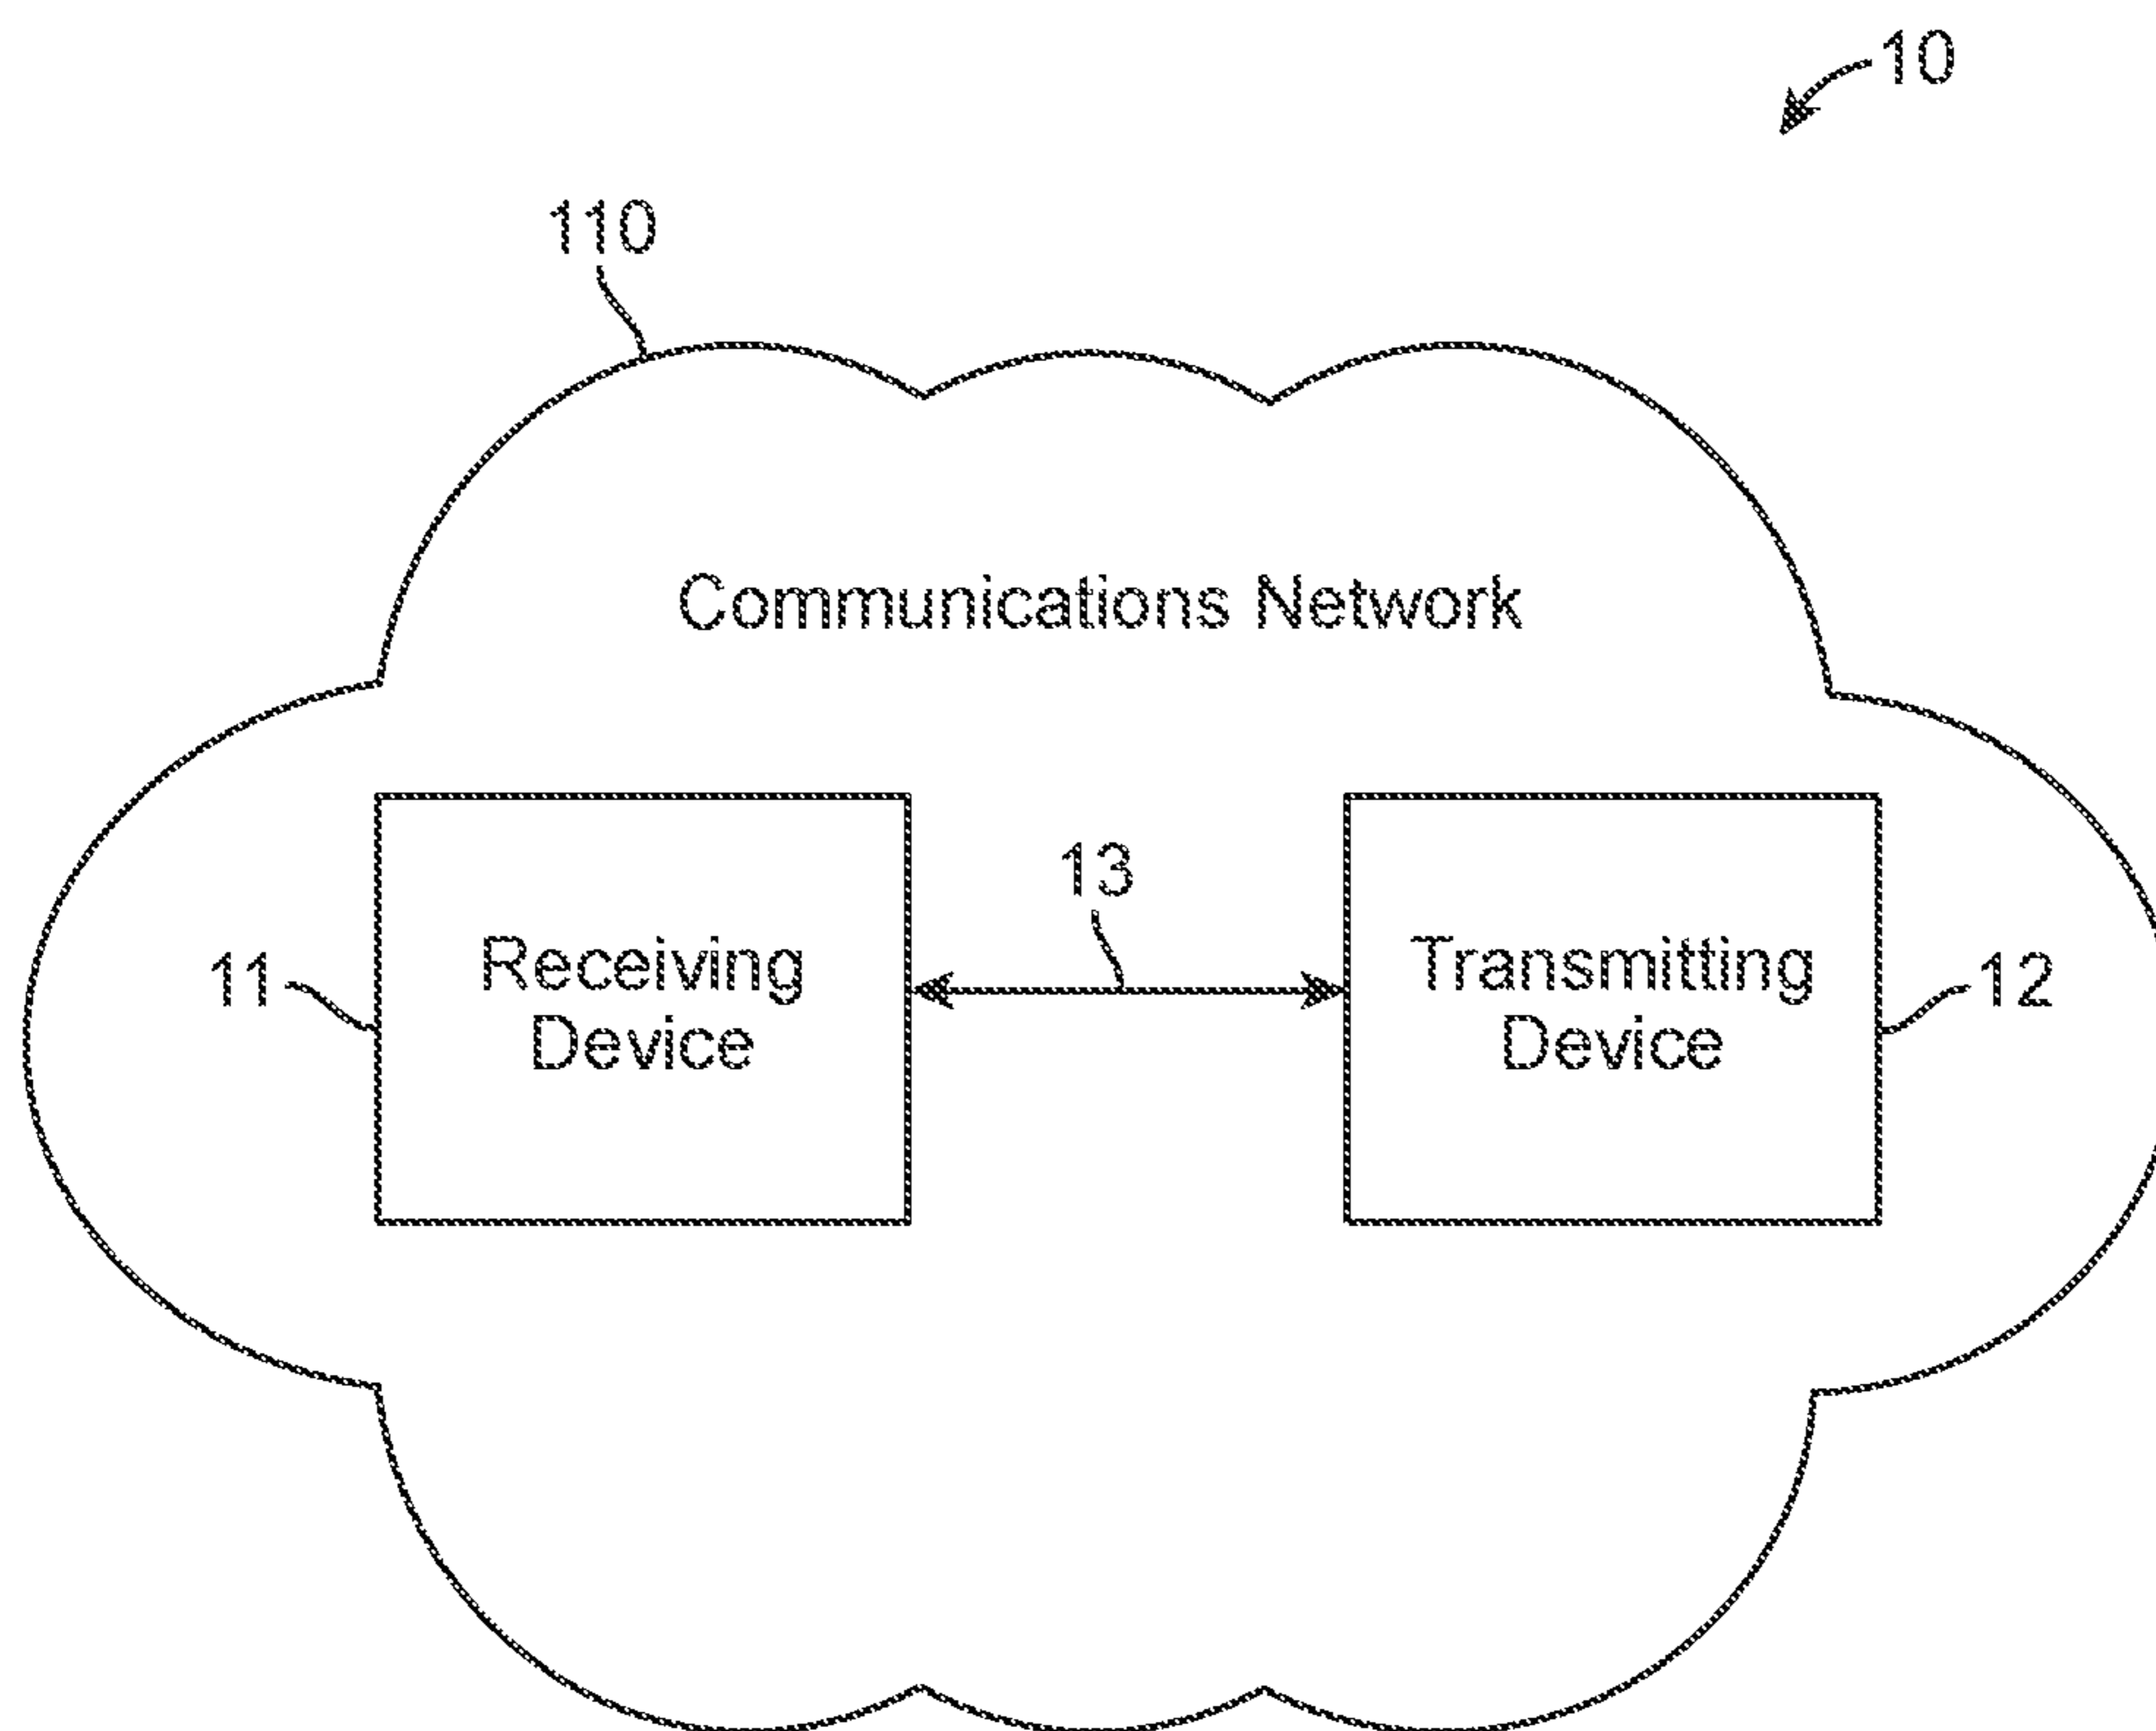 10
110
Communications Network
13
11
Receiving
Device
Transmitting
Device
12